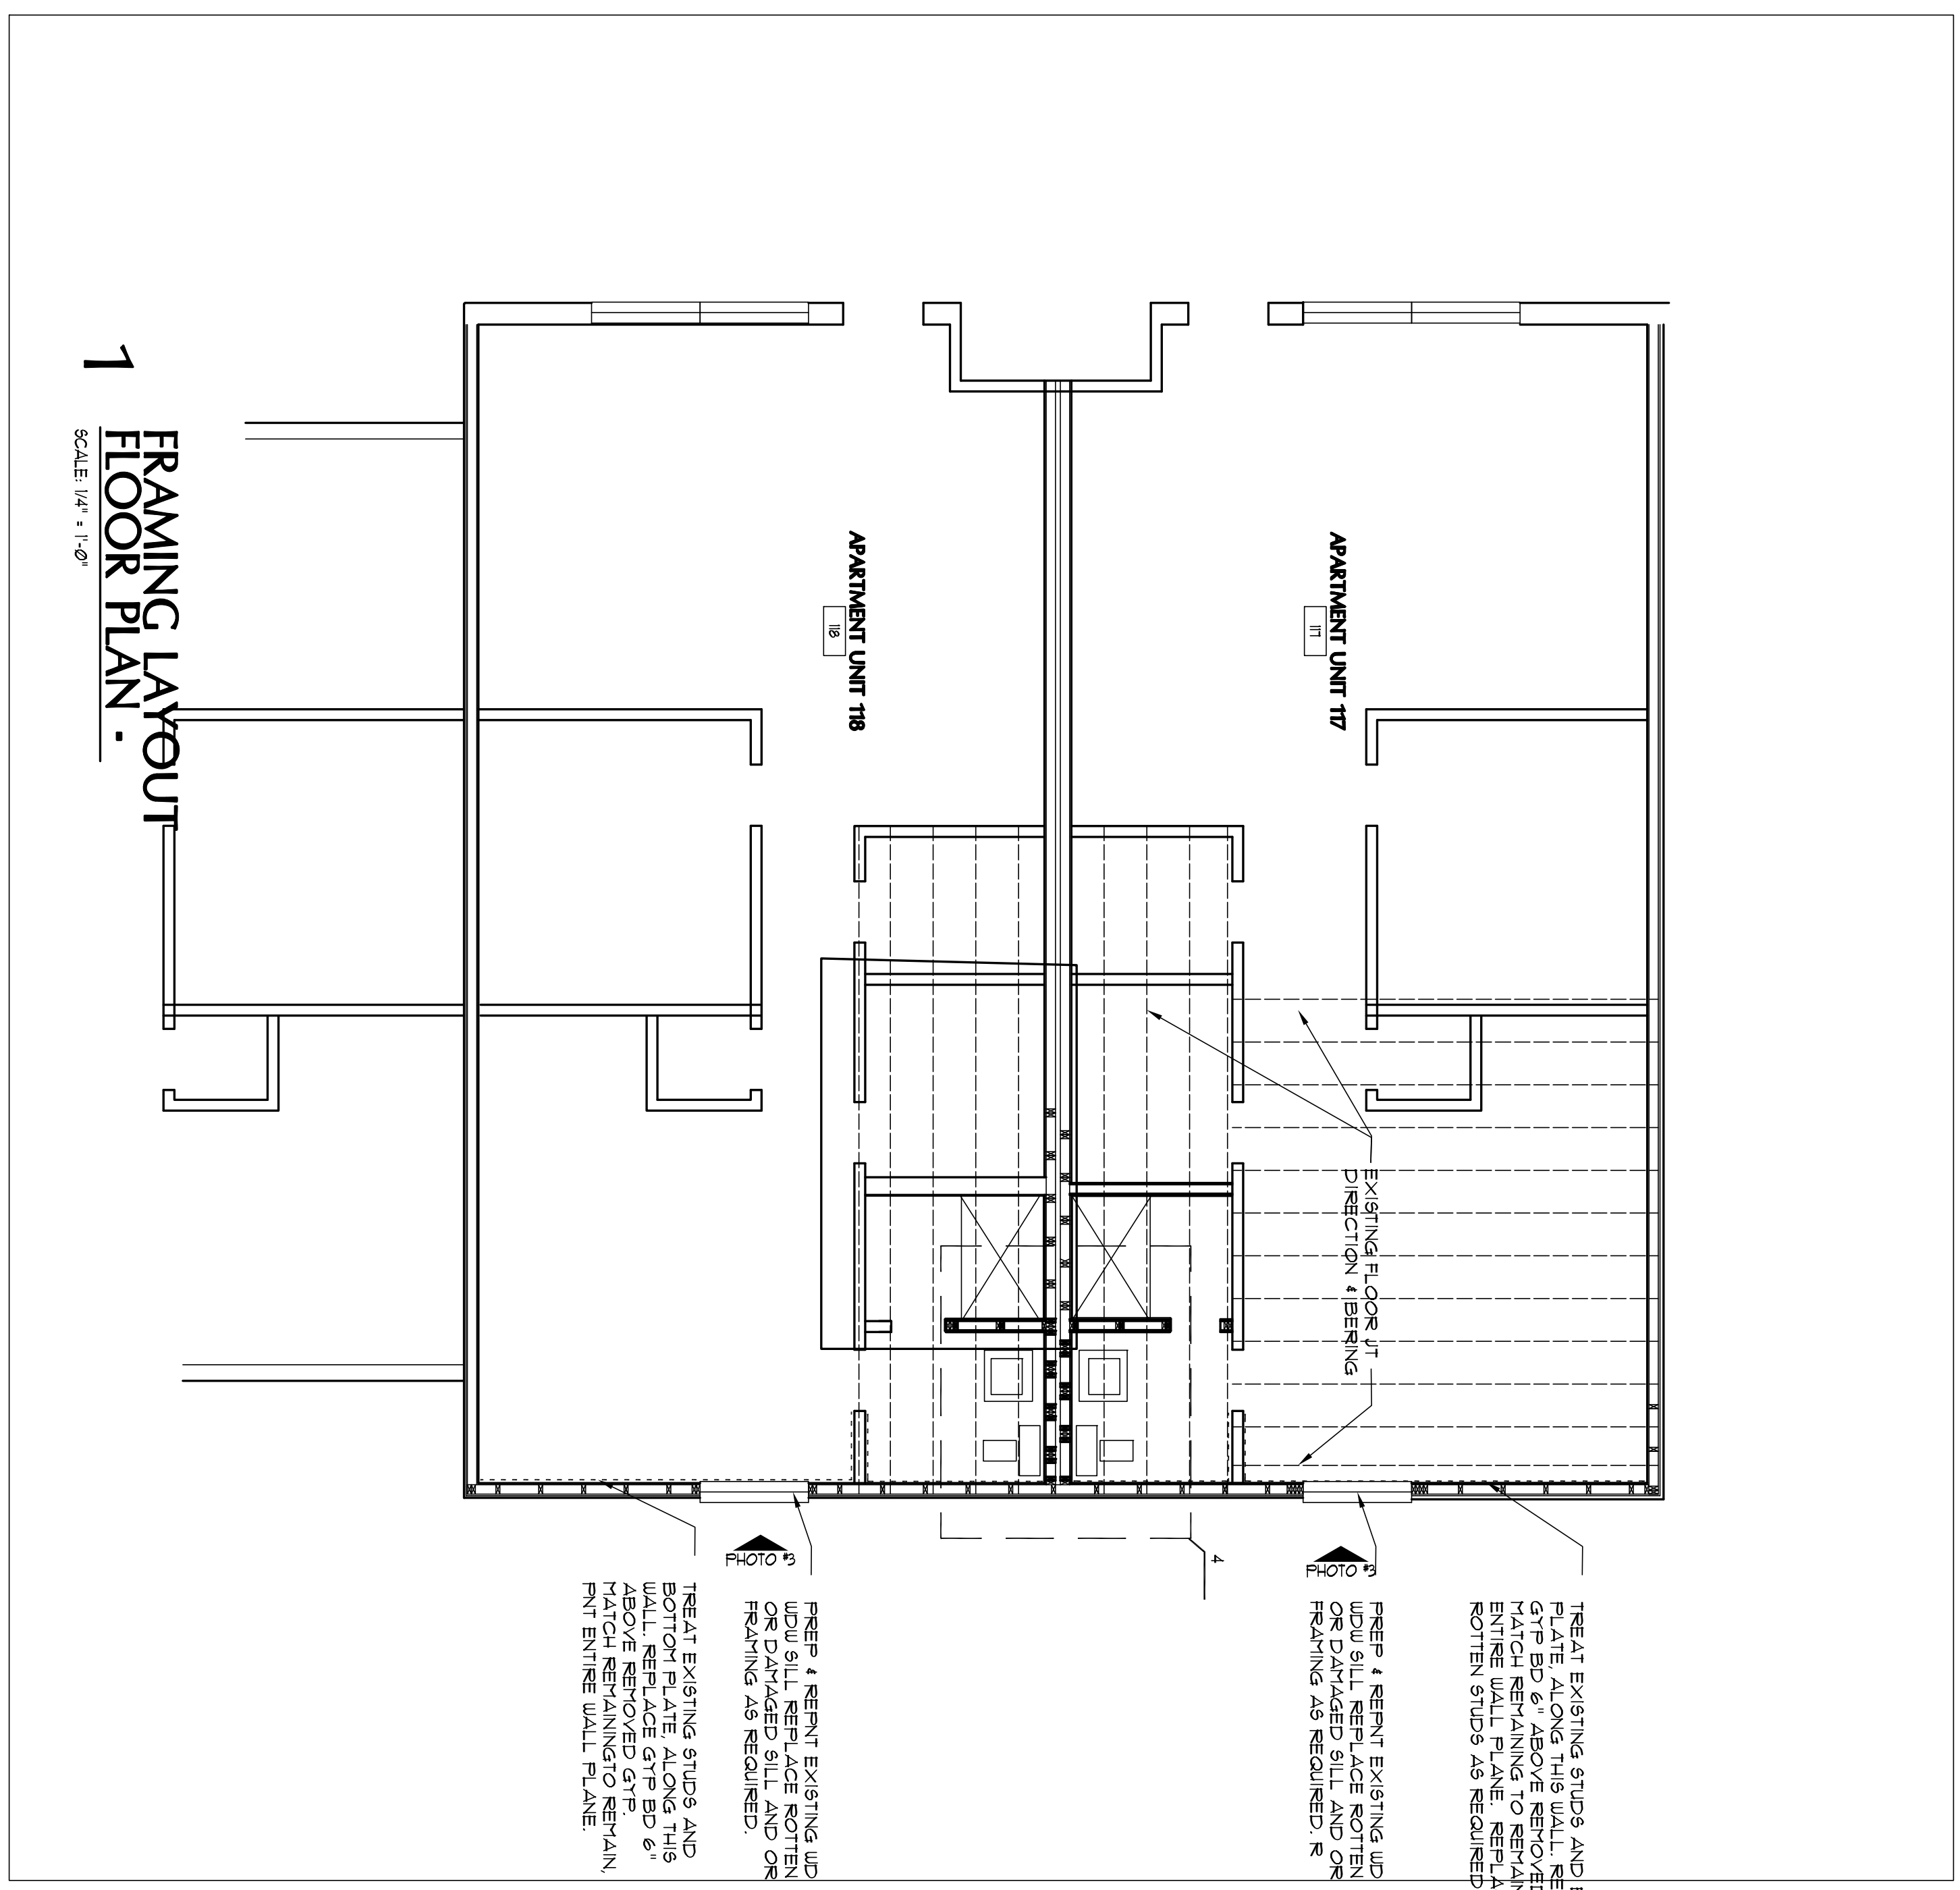 1
FRAMING LAYOUT
FLOOR PLAN -
SCALE: 1/4" = 1'-0"
APARTMENT UNIT 118
118
APARTMENT UNIT 117
117
EXISTING FLOOR JT
DIRECTION & BERING
PHOTO #3
PHOTO #3
4
TREAT EXISTING STUDS AND
BOTTOM PLATE, ALONG THIS
WALL. REPLACE GYP BD 6"
ABOVE REMOVED GYP.
MATCH REMAININGTO REMAIN,
PNT ENTIRE WALL PLANE.
PREP & REPNT EXISTING WD
WDW SILL REPLACE ROTTEN
OR DAMAGED SILL AND OR
FRAMING AS REQUIRED.
PREP & REPNT EXISTING WD
WDW SILL REPLACE ROTTEN
OR DAMAGED SILL AND OR
FRAMING AS REQUIRED. R
TREAT EXISTING STUDS AND
PLATE, ALONG THIS WALL. RE
GYP BD 6" ABOVE REMOVED
MATCH REMAINING TO REMAIN
ENTIRE WALL PLANE. REPLA
ROTTEN STUDS AS REQUIRED